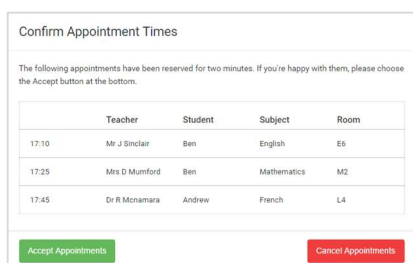 Confirm Appointment Times
The following appointments have been reserved for two minutes. If you're happy with them, please choose
the Accept button at the bottom.
Teacher Student Subject Room
17:10 Mr J Sinclair Ben English E6
17:25 Mrs D Mumford Ben Mathematics M2
17:45 Dr R Mcnamara Andrew French L4
Accept Appointments Cancel Appointments